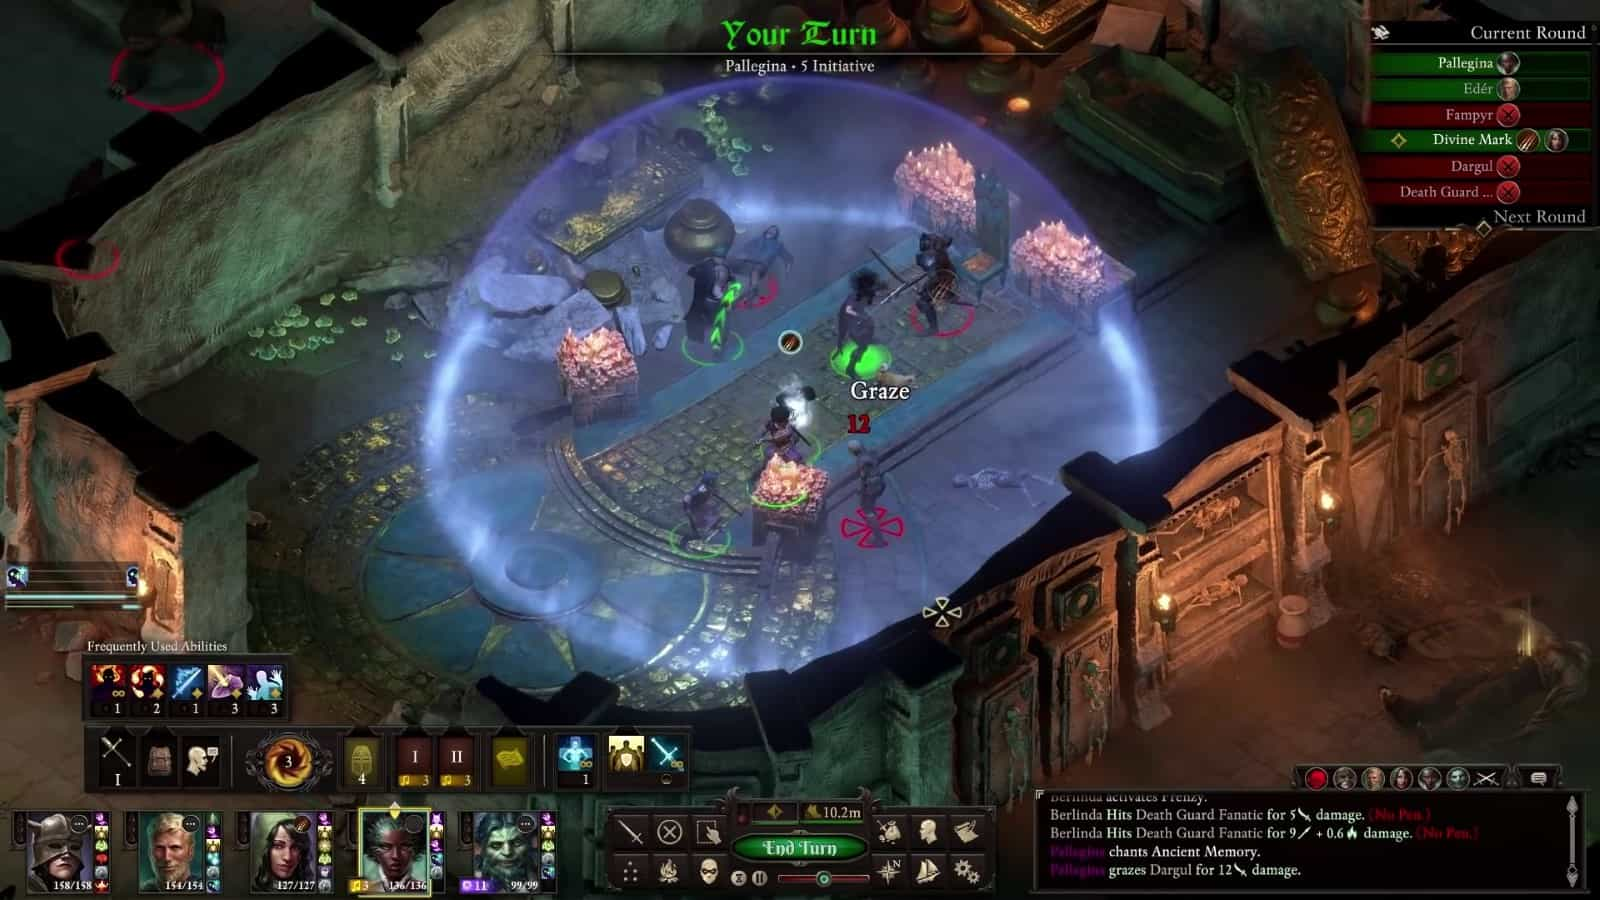 Your Turn
Pallegina • 5 Initiative
Current Round
Pallegina
Edér
Fampyr
Divine Mark
Dargul
Death Guard ...
Next Round
Graze
12
Frequently Used Abilities
1
2
1
3
3
I
3
4
I
3
II
3
1
158/158
154/154
127/127
3
136/136
11
99/99
10.2m
End Turn
N
Berlinda activates Frenzy.
Berlinda Hits Death Guard Fanatic for 5 damage. (No Pen.)
Berlinda Hits Death Guard Fanatic for 9 + 0.6 damage. (No Pen.)
Pallegina chants Ancient Memory.
Pallegina grazes Dargul for 12 damage.